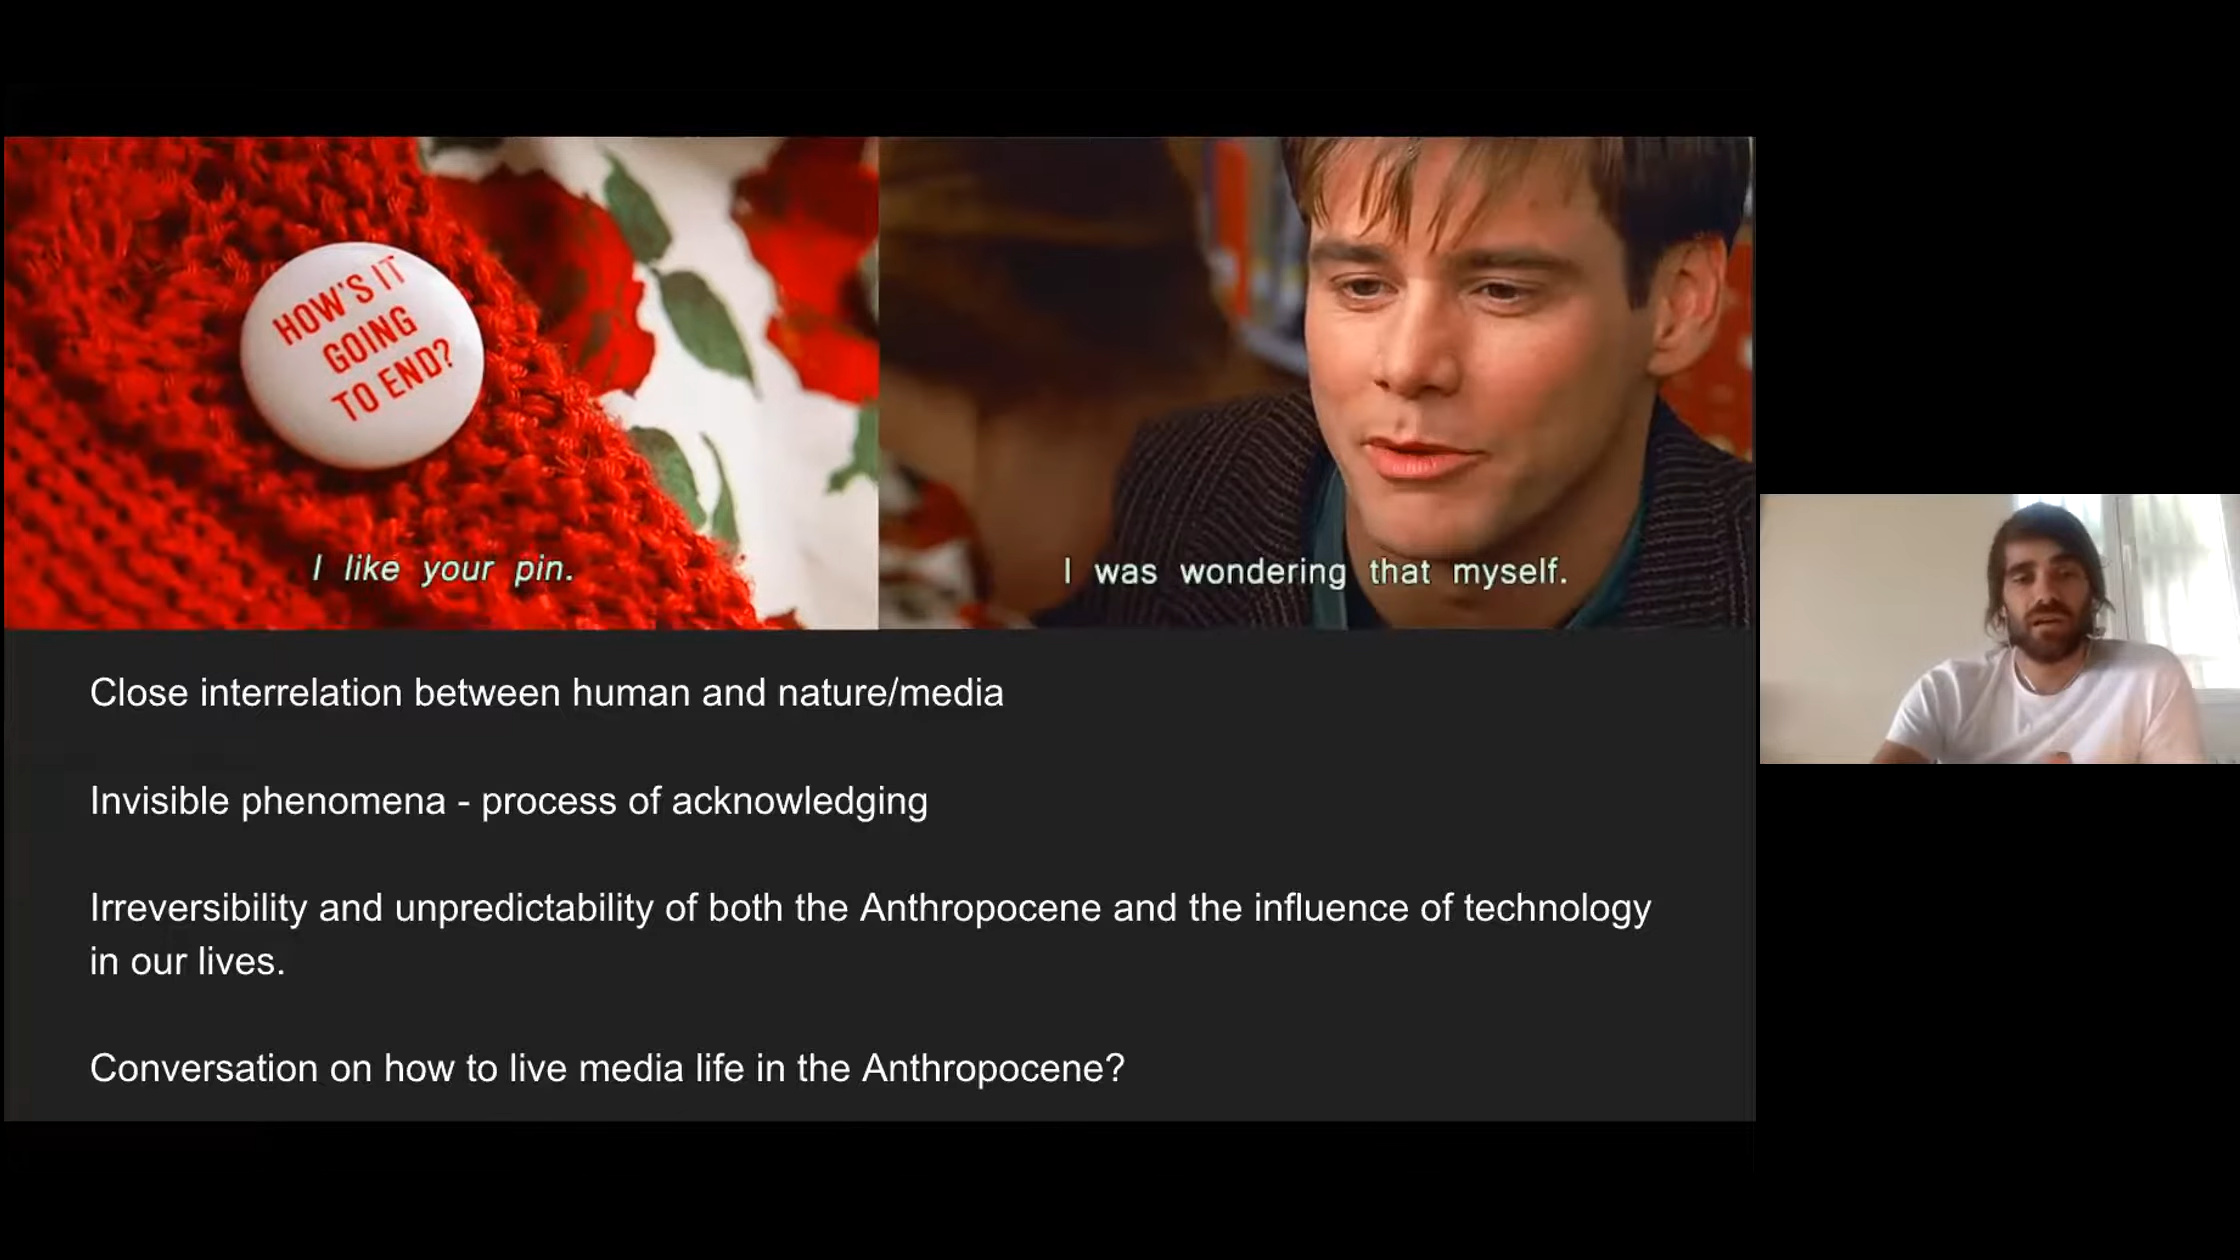 HOW'S IT
GOING
TO END?
I like your pin.
I was wondering that myself.
Close interrelation between human and nature/media
Invisible phenomena - process of acknowledging
Irreversibility and unpredictability of both the Anthropocene and the influence of technology
in our lives.
Conversation on how to live media life in the Anthropocene?